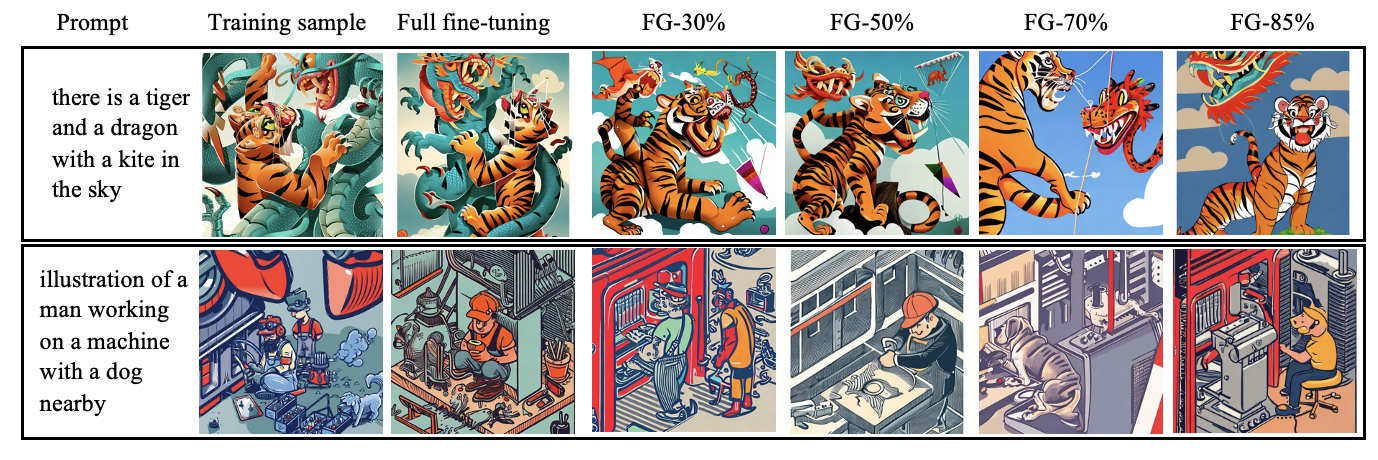 Prompt Training sample Full fine-tuning FG-30% FG-50% FG-70% FG-85%
there is a tiger
and a dragon
with a kite in
the sky
illustration of a
man working
on a machine
with a dog
nearby